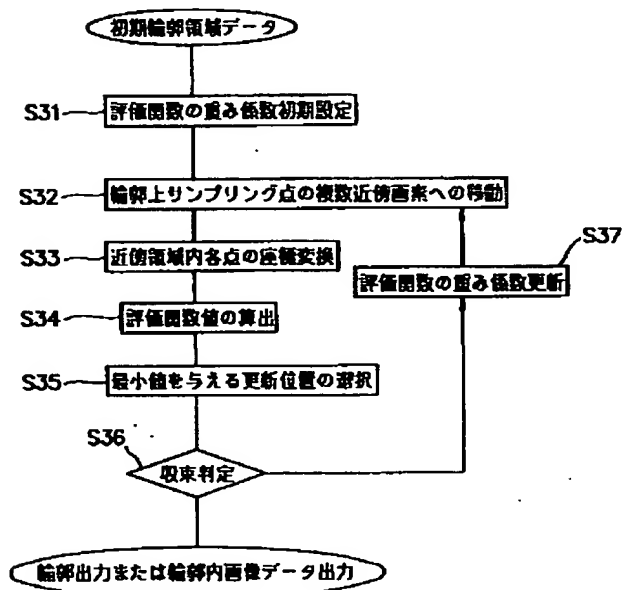 初期輪郭領域データ
S31
評価関数の重み係数初期設定
S32
輪郭上サンプリング点の複数近傍画素への移動
S33
近傍領域内各点の座標変換
S37
評価関数の重み係数更新
S34
評価関数値の算出
S35
最小値を与える更新位置の選択
S36
収束判定
輪郭出力または輪郭内画像データ出力